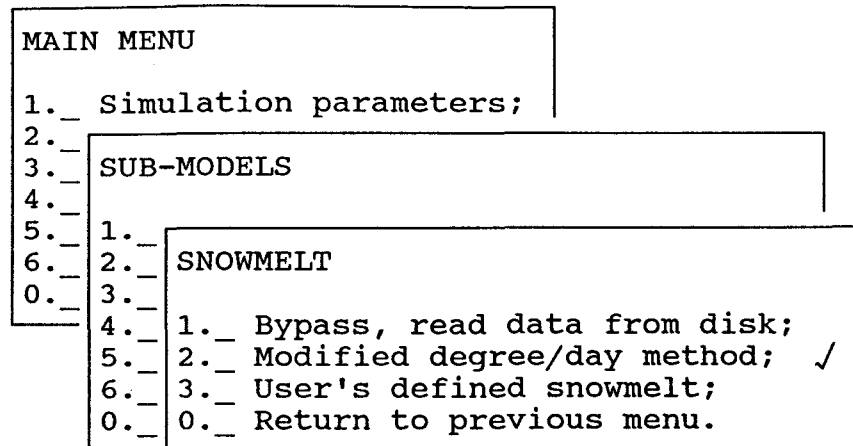 MAIN MENU
1._ Simulation parameters;
2._
3._ SUB-MODELS
4._
5._ 1._
6._ 2._ SNOWMELT
0._ 3._
4._ 1._ Bypass, read data from disk;
5._ 2._ Modified degree/day method; ✓
6._ 3._ User's defined snowmelt;
0._ 0._ Return to previous menu.